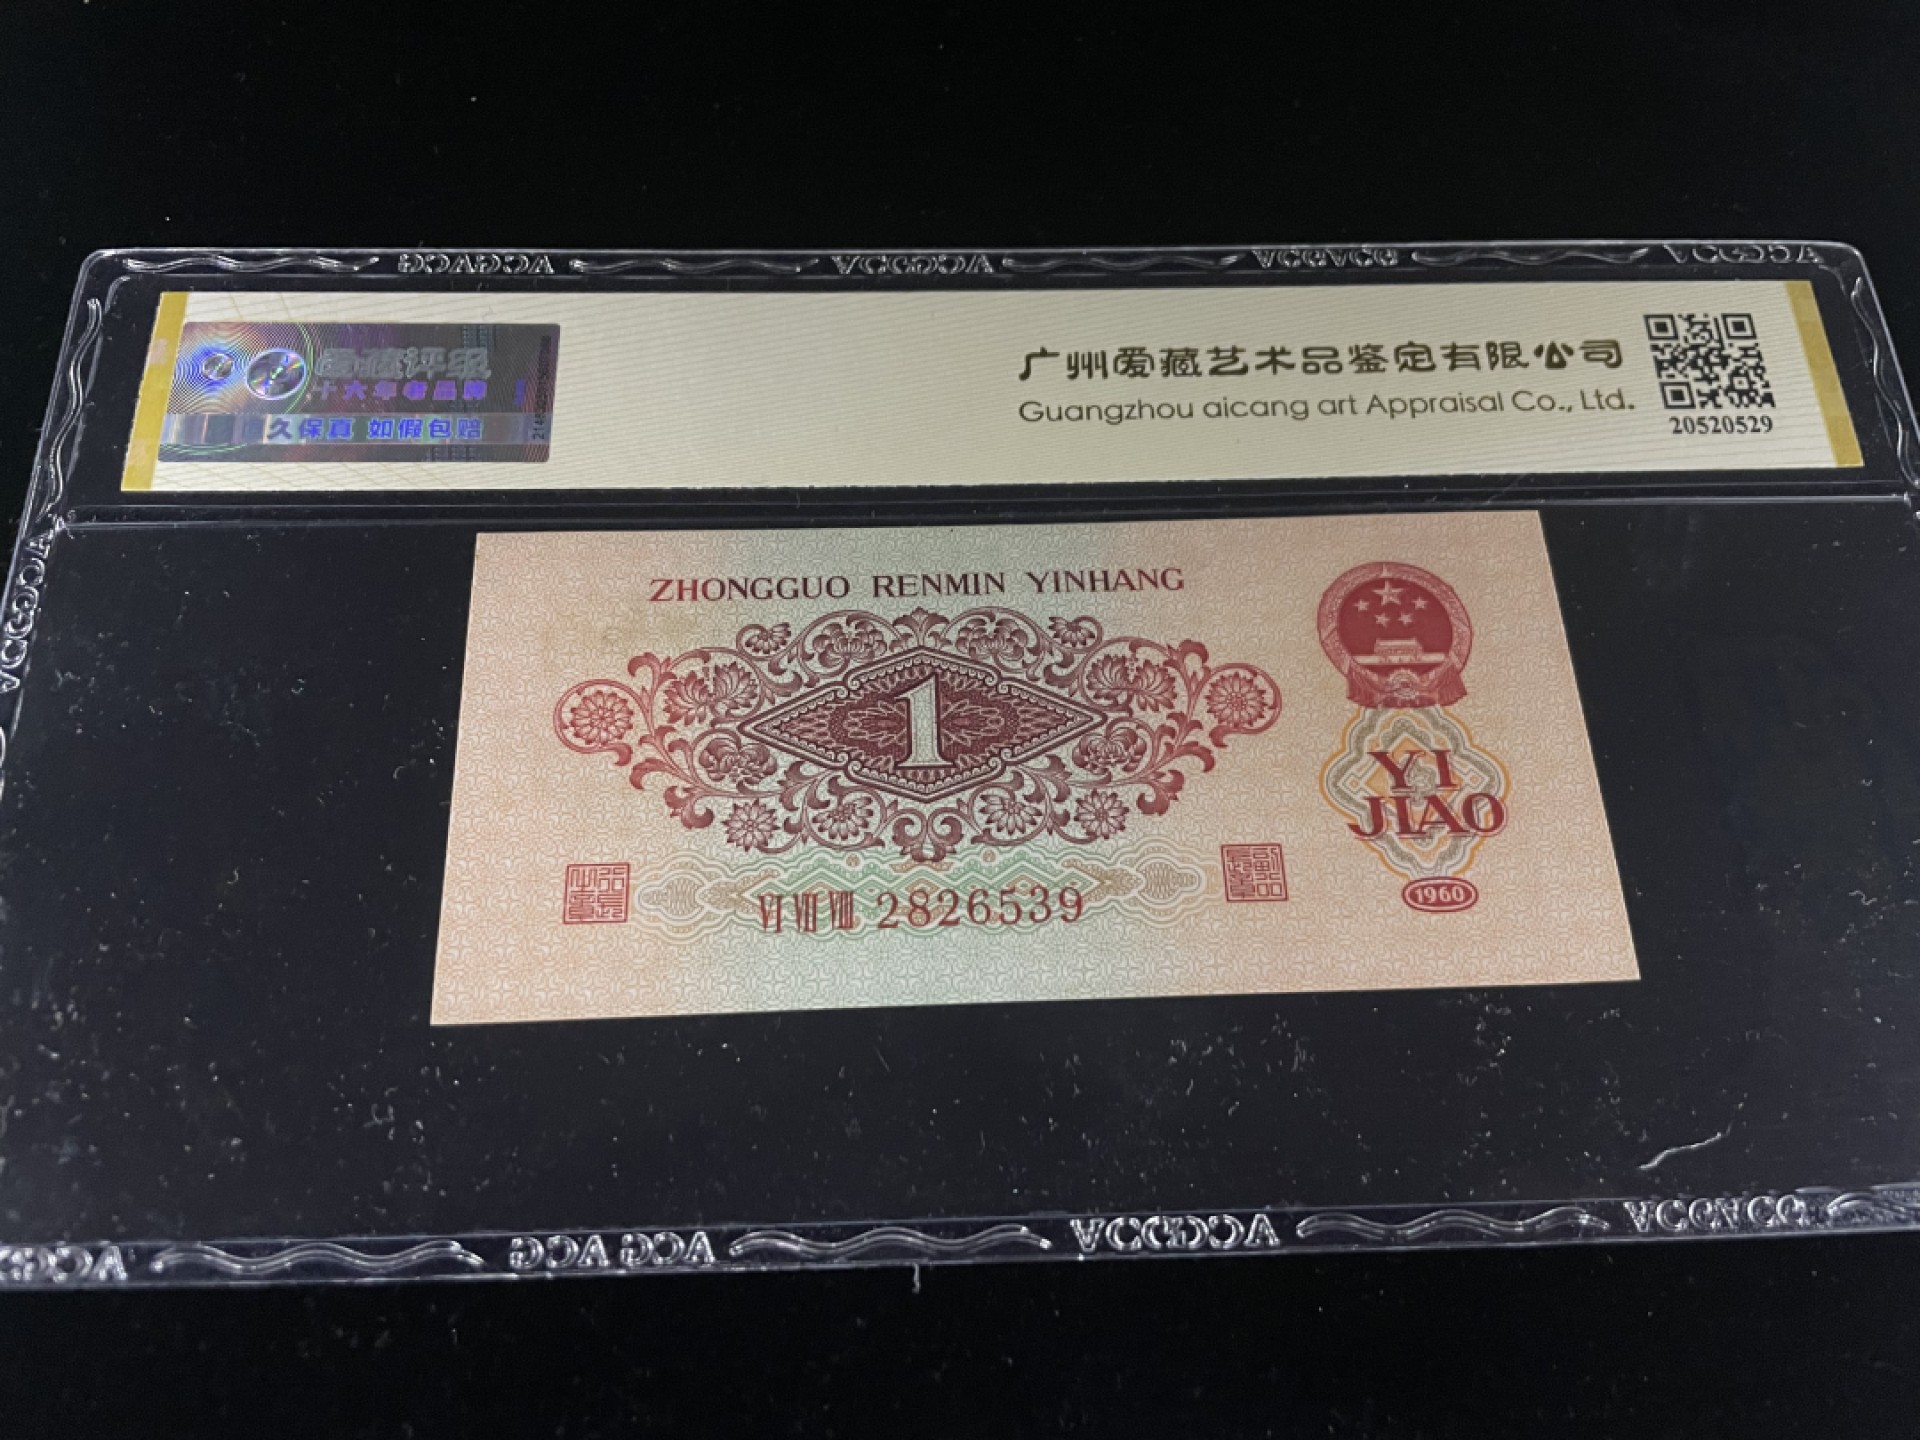 爱藏评级
十六年老品牌
久保真 如假包赔
广州爱藏艺术品鉴定有限公司
Guangzhou aicang art Appraisal Co., Ltd.
20520529
ZHONGGUO RENMIN YINHANG
1
YI
JIAO
VI VII VIII 2826539
1960